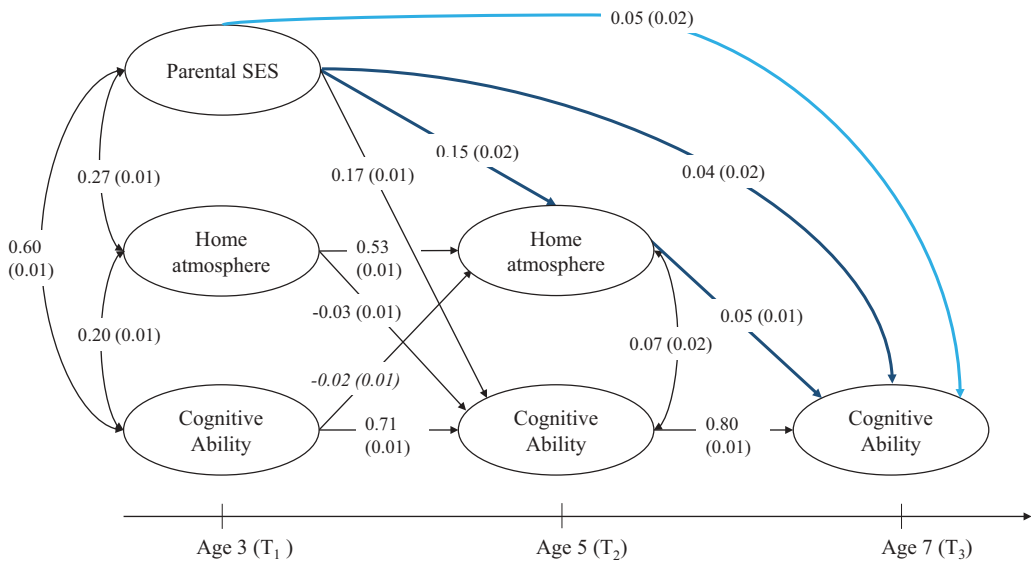 0.05 (0.02)
Parental SES
0.15 (0.02)
0.17 (0.01)
0.04 (0.02)
0.27 (0.01)
0.60
(0.01)
Home
atmosphere
0.53
(0.01)
Home
atmosphere
-0.03 (0.01)
0.05 (0.01)
0.20 (0.01)
0.07 (0.02)
-0.02 (0.01)
Cognitive
Ability
0.71
(0.01)
Cognitive
Ability
0.80
(0.01)
Cognitive
Ability
Age 3 (T₁ )
Age 5 (T₂)
Age 7 (T₃)